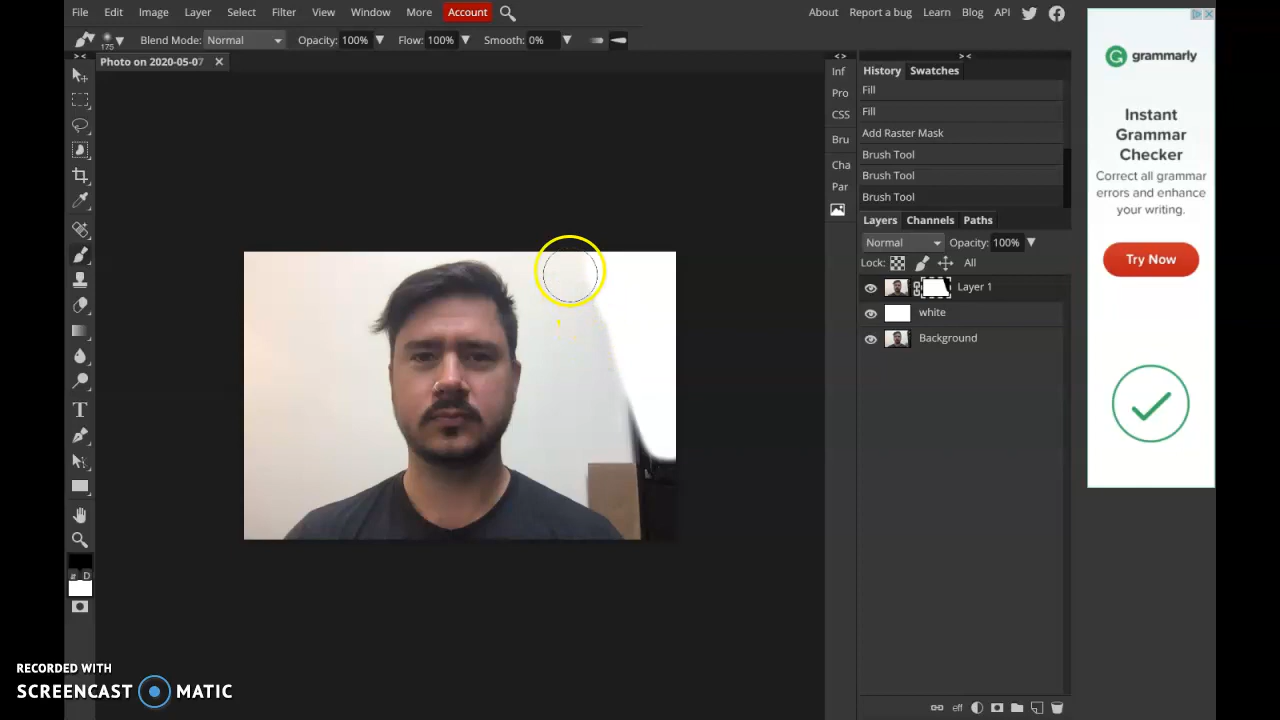 File Edit Image Layer Select Filter View Window More Account About Report a bug Learn Blog API
175 Blend Mode: Normal Opacity: 100% Flow: 100% Smooth: 0%
Photo on 2020-05-07
Inf
Pro
CSS
Bru
Cha
Par
History Swatches
Fill
Fill
Add Raster Mask
Brush Tool
Brush Tool
Brush Tool
Layers Channels Paths
Normal Opacity: 100%
Lock: All
Layer 1
white
Background
eff
T
D
grammarly
Instant
Grammar
Checker
Correct all grammar
errors and enhance
your writing.
Try Now
RECORDED WITH
SCREENCAST MATIC